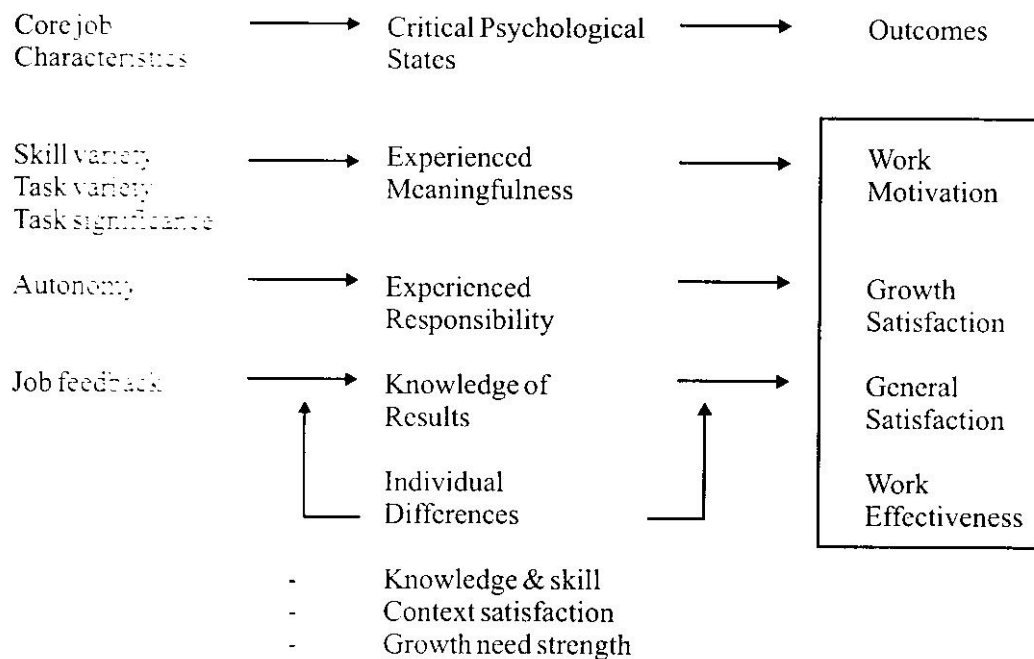 Core job
Characteristics
Critical Psychological
States
Outcomes
Skill variety
Task variety
Task significance
Experienced
Meaningfulness
Work
Motivation
Autonomy
Experienced
Responsibility
Growth
Satisfaction
Job feedback
Knowledge of
Results
General
Satisfaction
Individual
Differences
Work
Effectiveness
- Knowledge & skill
- Context satisfaction
- Growth need strength